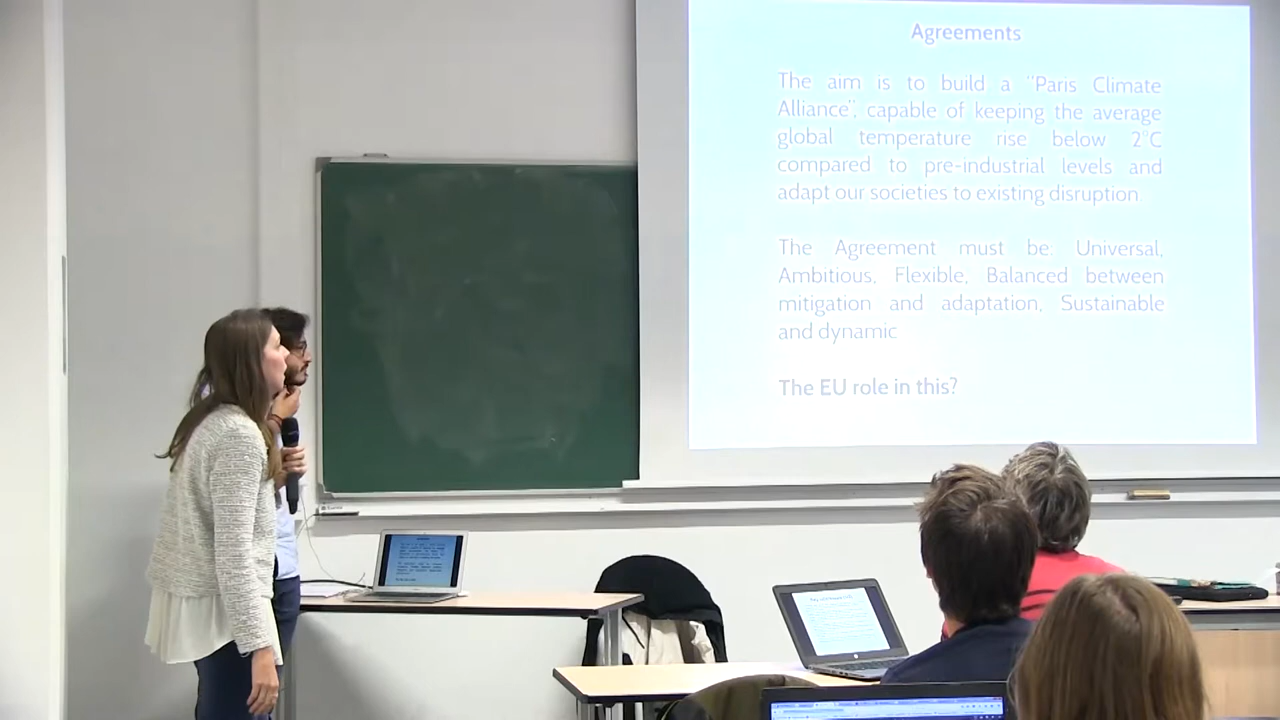 Agreements
The aim is to build a "Paris Climate
Alliance", capable of keeping the average
global temperature rise below 2°C
compared to pre-industrial levels and
adapt our societies to existing disruption.
The Agreement must be: Universal,
Ambitious, Flexible, Balanced between
mitigation and adaptation, Sustainable
and dynamic
The EU role in this?